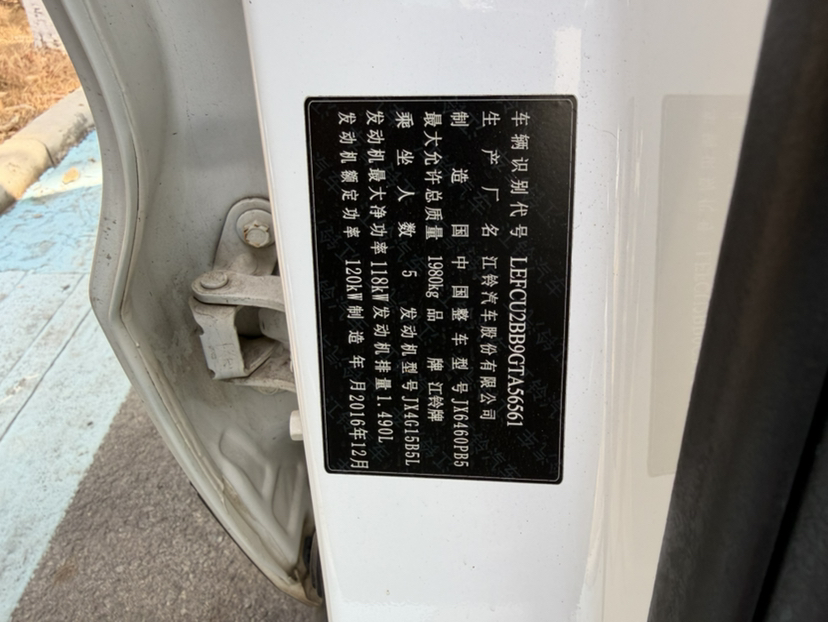 车辆识别代号 LEFCU2BB9GTA56561
生产厂名 江铃汽车股份有限公司
制造国 中国 整车型号 JX6460PB5
最大允许总质量 1980kg 品牌 江铃牌
乘坐人数 5 发动机型号 JX4G15B5L
发动机最大净功率 118kW 发动机排量 1.490L
发动机额定功率 120kW 制造年月 2016年12月